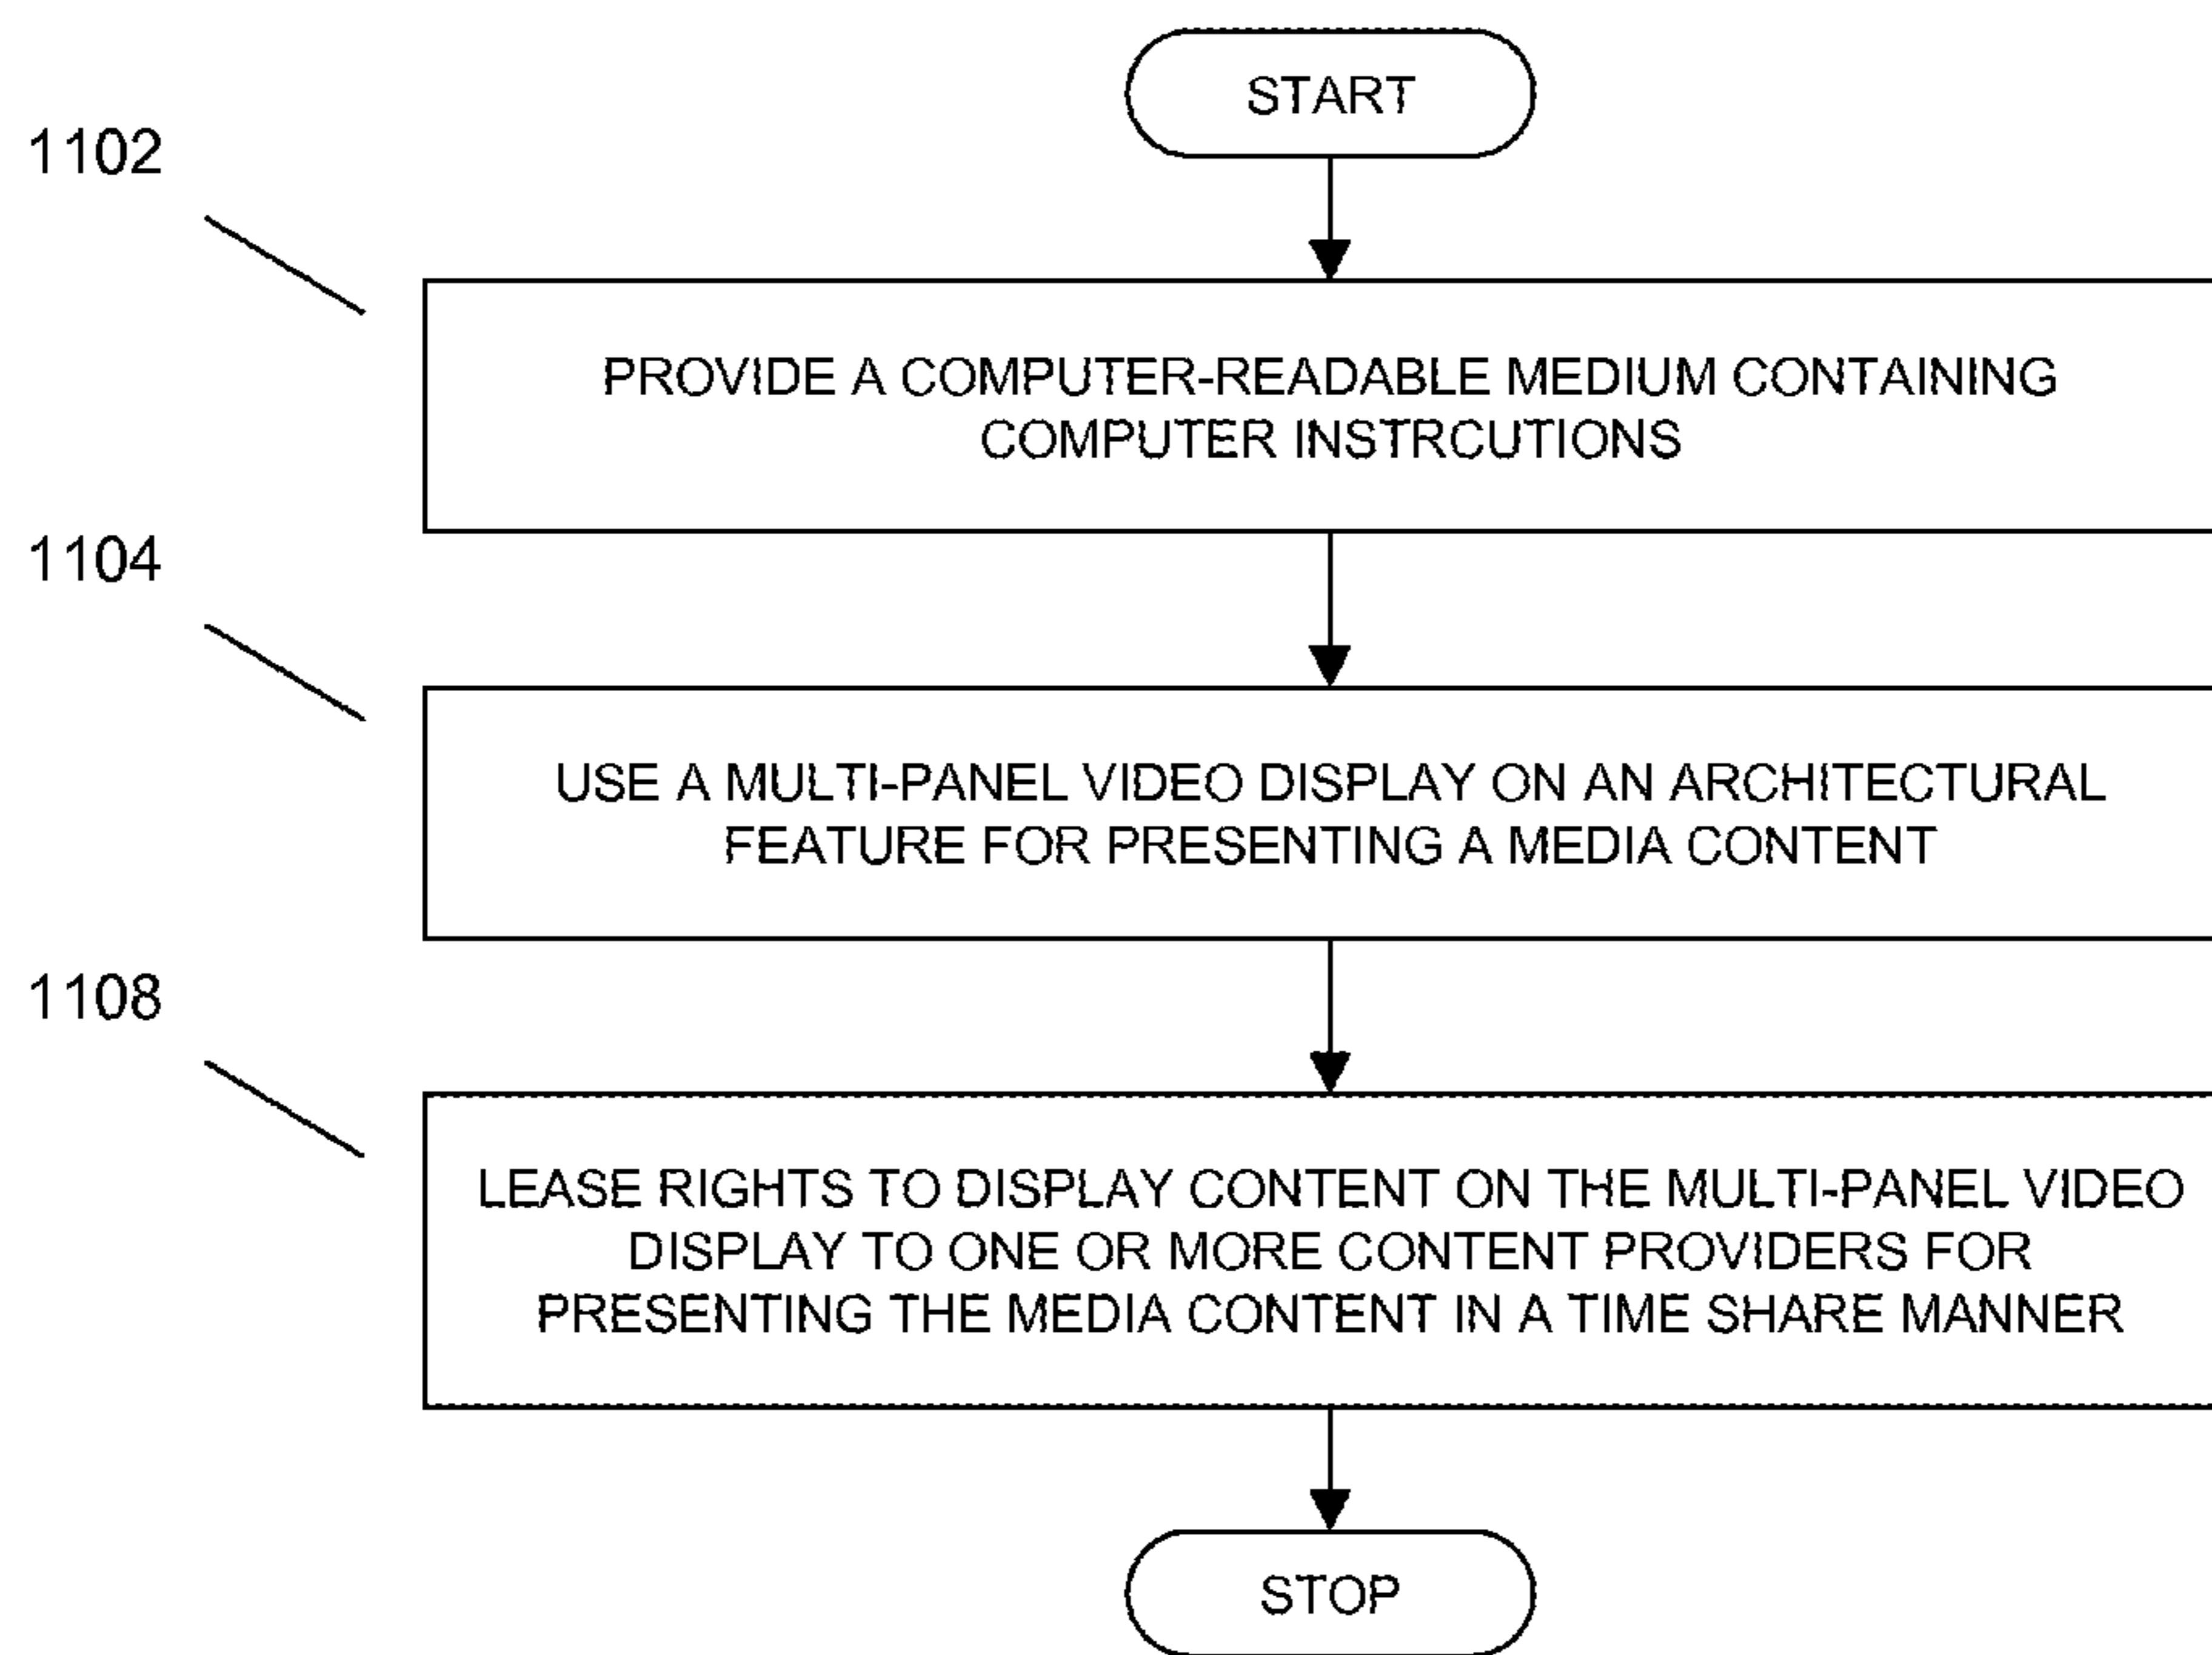 START
1102
PROVIDE A COMPUTER-READABLE MEDIUM CONTAINING
COMPUTER INSTRCUTIONS
1104
USE A MULTI-PANEL VIDEO DISPLAY ON AN ARCHITECTURAL
FEATURE FOR PRESENTING A MEDIA CONTENT
1108
LEASE RIGHTS TO DISPLAY CONTENT ON THE MULTI-PANEL VIDEO
DISPLAY TO ONE OR MORE CONTENT PROVIDERS FOR
PRESENTING THE MEDIA CONTENT IN A TIME SHARE MANNER
STOP